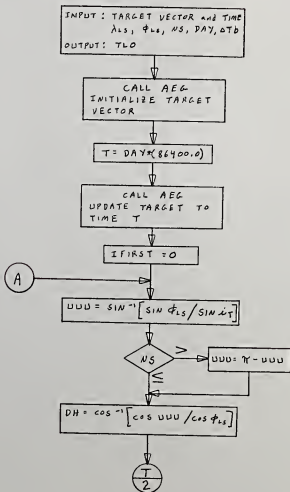 INPUT: TARGET VECTOR and TIME
λLS, φLS, NS, DAY, ΔTb
OUTPUT: TLO
CALL AEG
INITIALIZE TARGET
VECTOR
T = DAY*(86400.0)
CALL AEG
UPDATE TARGET TO
TIME T
IFIRST = 0
A
UUU = SIN⁻¹[SIN φLS/SIN iT]
NS
>
UUU = π - UUU
≤
DH = COS⁻¹[COS UUU/COS φLS]
T
2